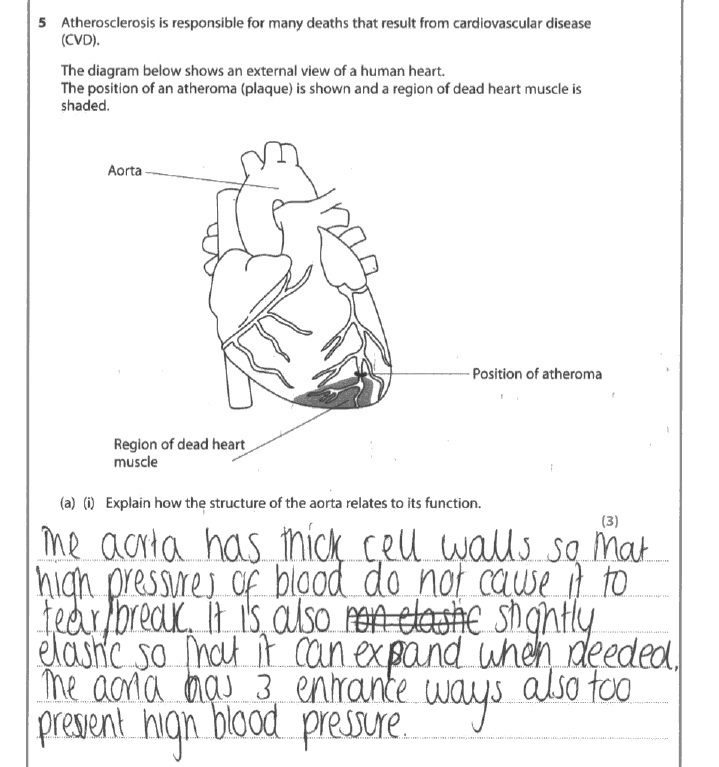 5 Atherosclerosis is responsible for many deaths that result from cardiovascular disease
(CVD).
The diagram below shows an external view of a human heart.
The position of an atheroma (plaque) is shown and a region of dead heart muscle is
shaded.
Aorta
Position of atheroma
Region of dead heart
muscle
(a) (i) Explain how the structure of the aorta relates to its function.
(3)
The aorta has thick cell walls so that
high pressures of blood do not cause it to
tear/break. It is also non elastic slightly
elastic so that it can expand when needed.
The aorta has 3 entrance ways also too
prevent high blood pressure.